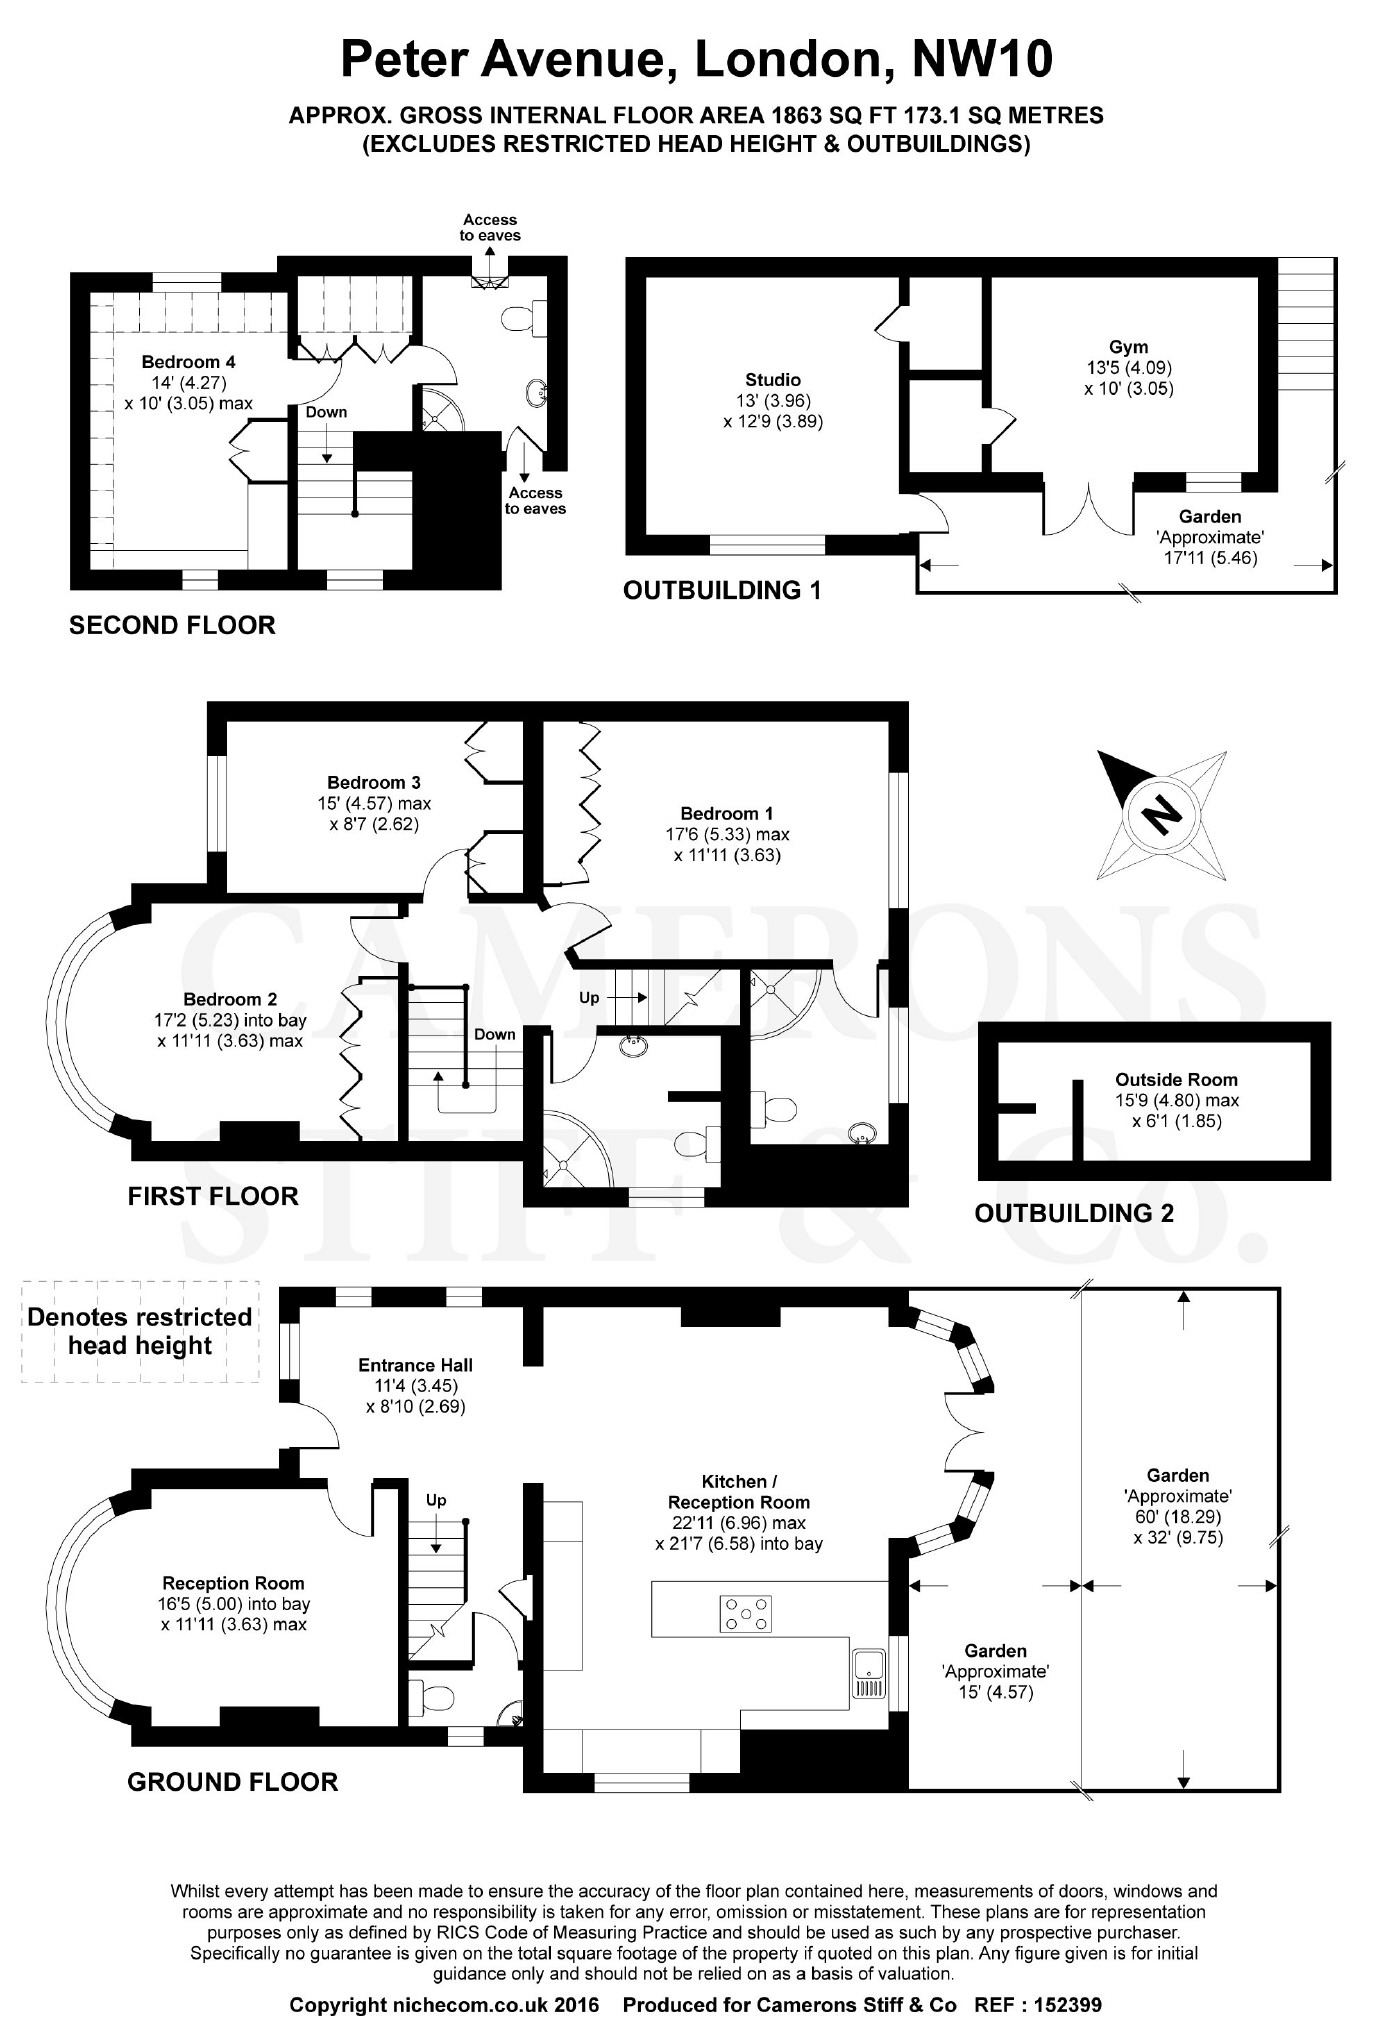 Peter Avenue, London, NW10
APPROX. GROSS INTERNAL FLOOR AREA 1863 SQ FT 173.1 SQ METRES
(EXCLUDES RESTRICTED HEAD HEIGHT & OUTBUILDINGS)
Access
to eaves
Bedroom 4
14' (4.27)
x 10' (3.05) max
Down
Access
to eaves
SECOND FLOOR
Studio
13' (3.96)
x 12'9 (3.89)
Gym
13'5 (4.09)
x 10' (3.05)
Garden
'Approximate'
17'11 (5.46)
OUTBUILDING 1
Bedroom 3
15' (4.57) max
x 8'7 (2.62)
Bedroom 1
17'6 (5.33) max
x 11'11 (3.63)
N
Bedroom 2
17'2 (5.23) into bay
x 11'11 (3.63) max
Up
Down
FIRST FLOOR
Outside Room
15'9 (4.80) max
x 6'1 (1.85)
OUTBUILDING 2
CAMERONS
STIFF & Co.
Denotes restricted
head height
Entrance Hall
11'4 (3.45)
x 8'10 (2.69)
Up
Kitchen /
Reception Room
22'11 (6.96) max
x 21'7 (6.58) into bay
Garden
'Approximate'
60' (18.29)
x 32' (9.75)
Reception Room
16'5 (5.00) into bay
x 11'11 (3.63) max
Garden
'Approximate'
15' (4.57)
GROUND FLOOR
Whilst every attempt has been made to ensure the accuracy of the floor plan contained here, measurements of doors, windows and
rooms are approximate and no responsibility is taken for any error, omission or misstatement. These plans are for representation
purposes only as defined by RICS Code of Measuring Practice and should be used as such by any prospective purchaser.
Specifically no guarantee is given on the total square footage of the property if quoted on this plan. Any figure given is for initial
guidance only and should not be relied on as a basis of valuation.
Copyright nichecom.co.uk 2016 Produced for Camerons Stiff & Co REF : 152399